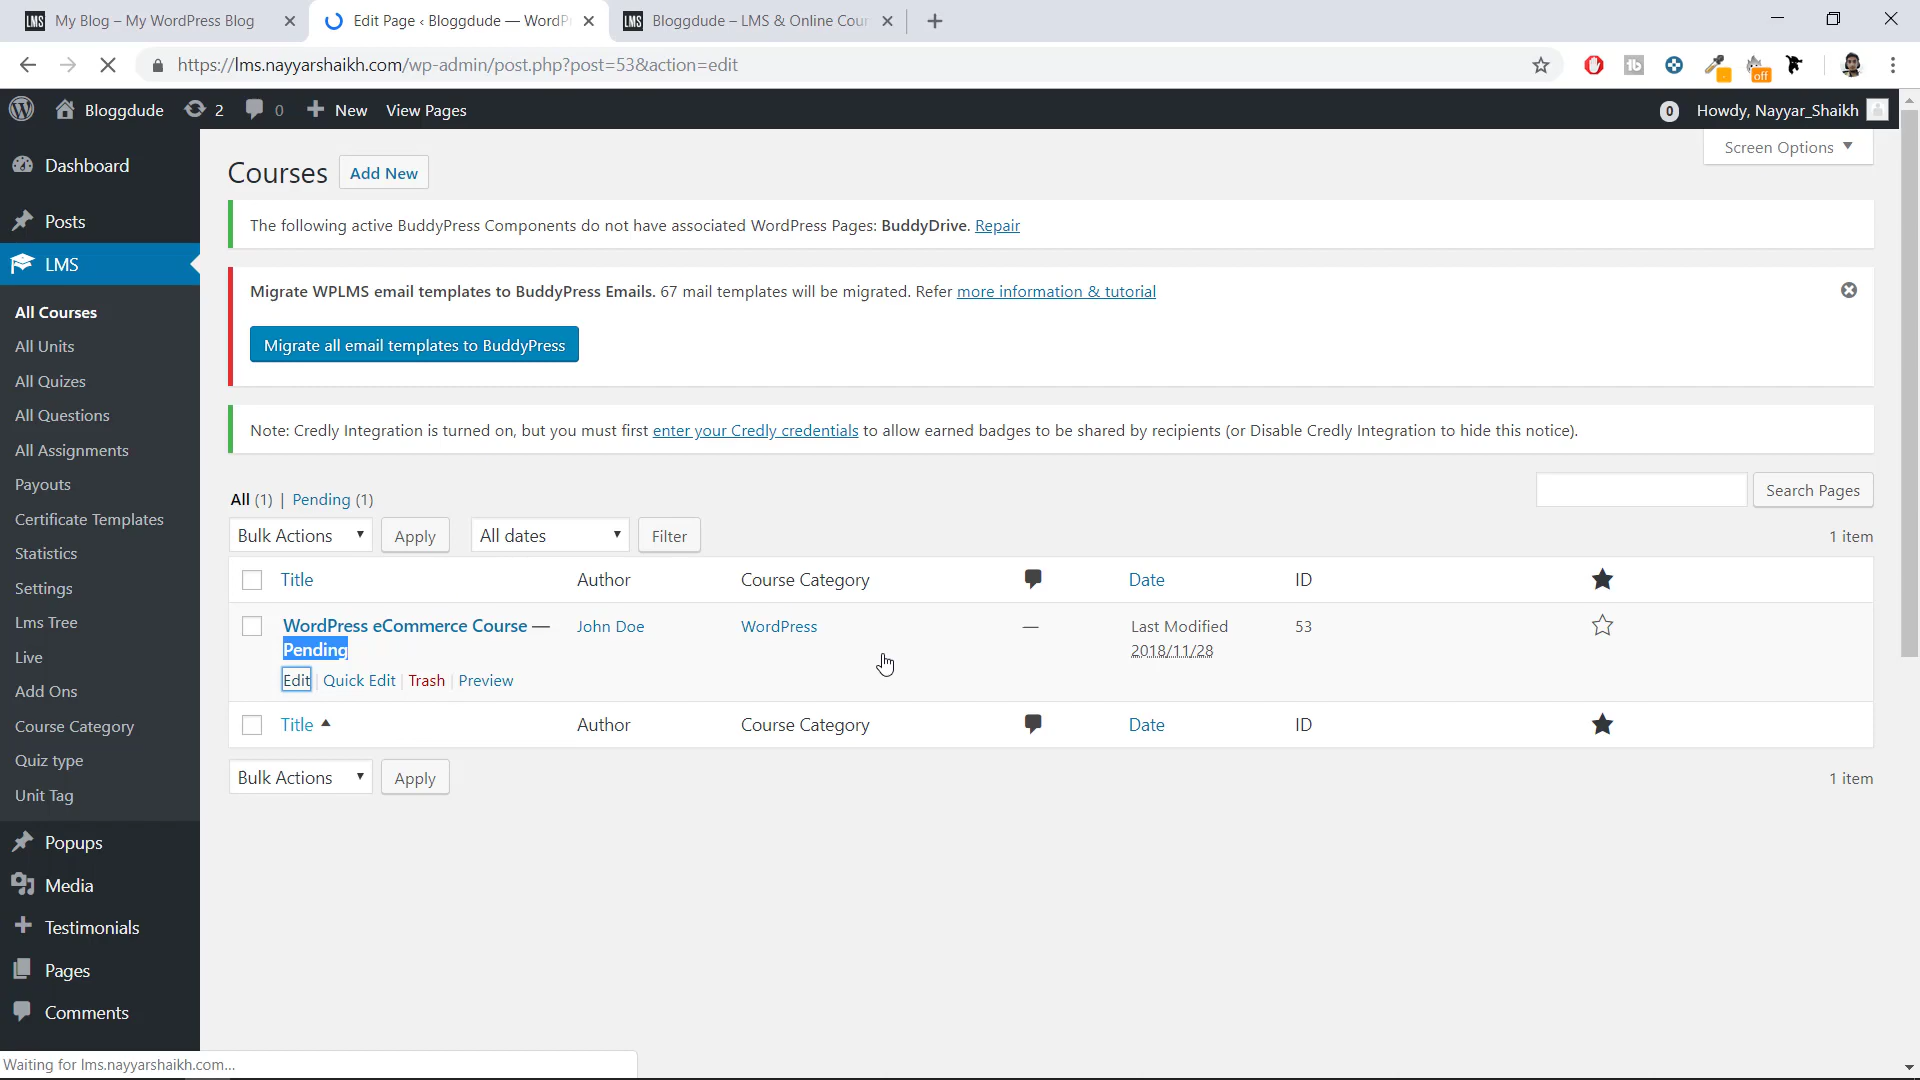 My Blog – My WordPress Blog
Edit Page ‹ Bloggdude — WordP
Bloggdude – LMS & Online Cour
https://lms.nayyarshaikh.com/wp-admin/post.php?post=53&action=edit
off
Bloggdude 2 0 New View Pages
0 Howdy, Nayyar_Shaikh
Screen Options
Dashboard
Posts
LMS
All Courses
All Units
All Quizes
All Questions
All Assignments
Payouts
Certificate Templates
Statistics
Settings
Lms Tree
Live
Add Ons
Course Category
Quiz type
Unit Tag
Popups
Media
Testimonials
Pages
Comments
Courses Add New
The following active BuddyPress Components do not have associated WordPress Pages: BuddyDrive. Repair
Migrate WPLMS email templates to BuddyPress Emails. 67 mail templates will be migrated. Refer more information & tutorial
Migrate all email templates to BuddyPress
Note: Credly Integration is turned on, but you must first enter your Credly credentials to allow earned badges to be shared by recipients (or Disable Credly Integration to hide this notice).
All (1) | Pending (1)
Search Pages
Bulk Actions Apply All dates Filter
1 item
Title Author Course Category Date ID
WordPress eCommerce Course — John Doe WordPress — Last Modified 53
Pending 2018/11/28
Edit | Quick Edit | Trash | Preview
Title Author Course Category Date ID
Bulk Actions Apply
1 item
Waiting for lms.nayyarshaikh.com...